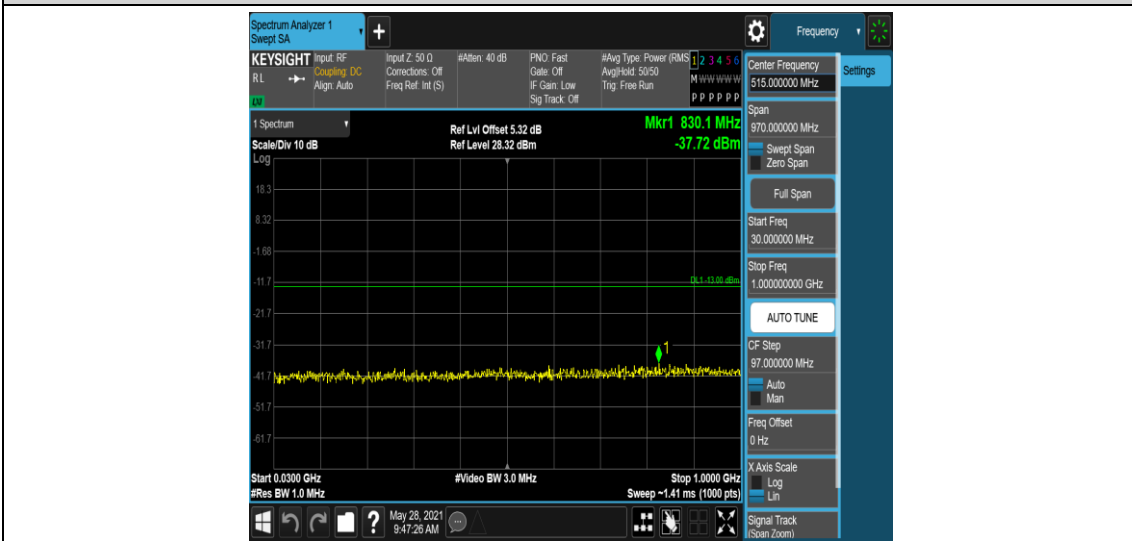 Spectrum Analyzer 1
Swept SA
+
Frequency
KEYSIGHT
RL
LXI
Input: RF
Coupling: DC
Align: Auto
Input Z: 50 Ω
Corrections: Off
Freq Ref: Int (S)
#Atten: 40 dB
PNO: Fast
Gate: Off
IF Gain: Low
Sig Track: Off
#Avg Type: Power (RMS
Avg|Hold: 50/50
Trig: Free Run
1 2 3 4 5 6
M W W W W W
P P P P P P
Center Frequency
515.000000 MHz
Settings
Span
970.000000 MHz
Swept Span
Zero Span
Full Span
Start Freq
30.000000 MHz
Stop Freq
1.000000000 GHz
AUTO TUNE
CF Step
97.000000 MHz
Auto
Man
Freq Offset
0 Hz
X Axis Scale
Log
Lin
Signal Track
(Span Zoom)
1 Spectrum
Scale/Div 10 dB
Log
Ref Lvl Offset 5.32 dB
Ref Level 28.32 dBm
Mkr1 830.1 MHz
-37.72 dBm
18.3
8.32
-1.68
-11.7
DL1 -13.00 dBm
-21.7
-31.7
1
-41.7
-51.7
-61.7
Start 0.0300 GHz
#Res BW 1.0 MHz
#Video BW 3.0 MHz
Stop 1.0000 GHz
Sweep ~1.41 ms (1000 pts)
?
May 28, 2021
9:47:26 AM